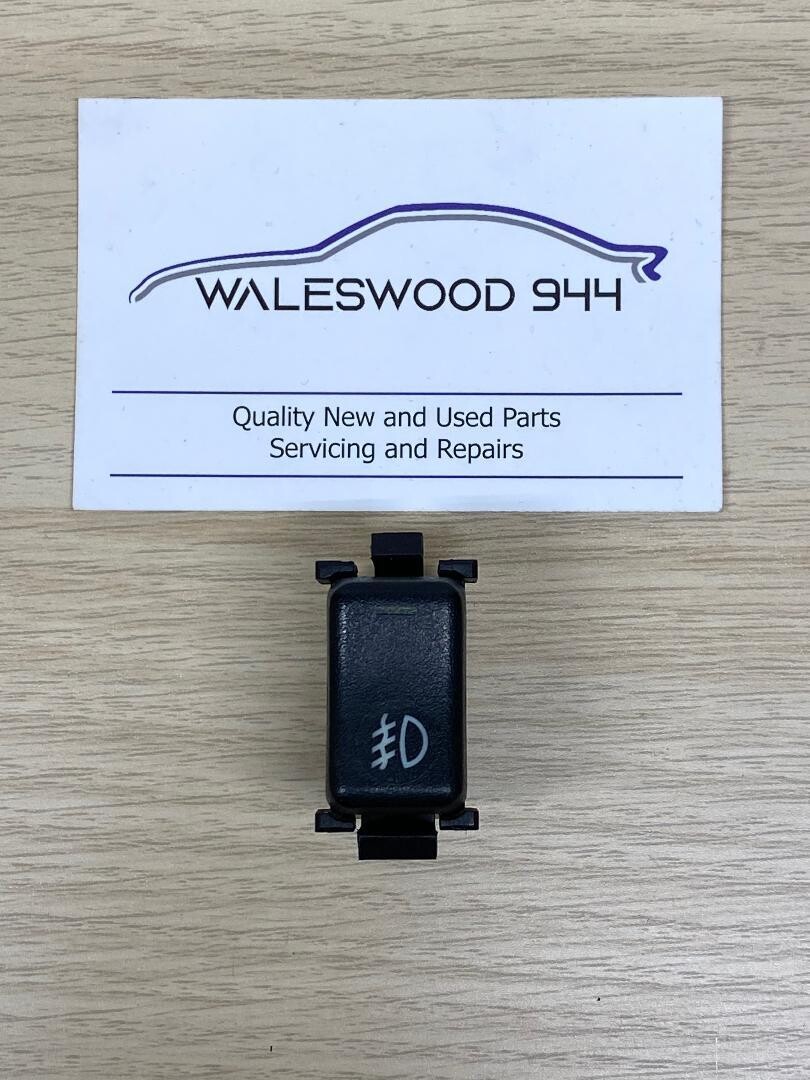 WALESWOOD 944
Quality New and Used Parts
Servicing and Repairs